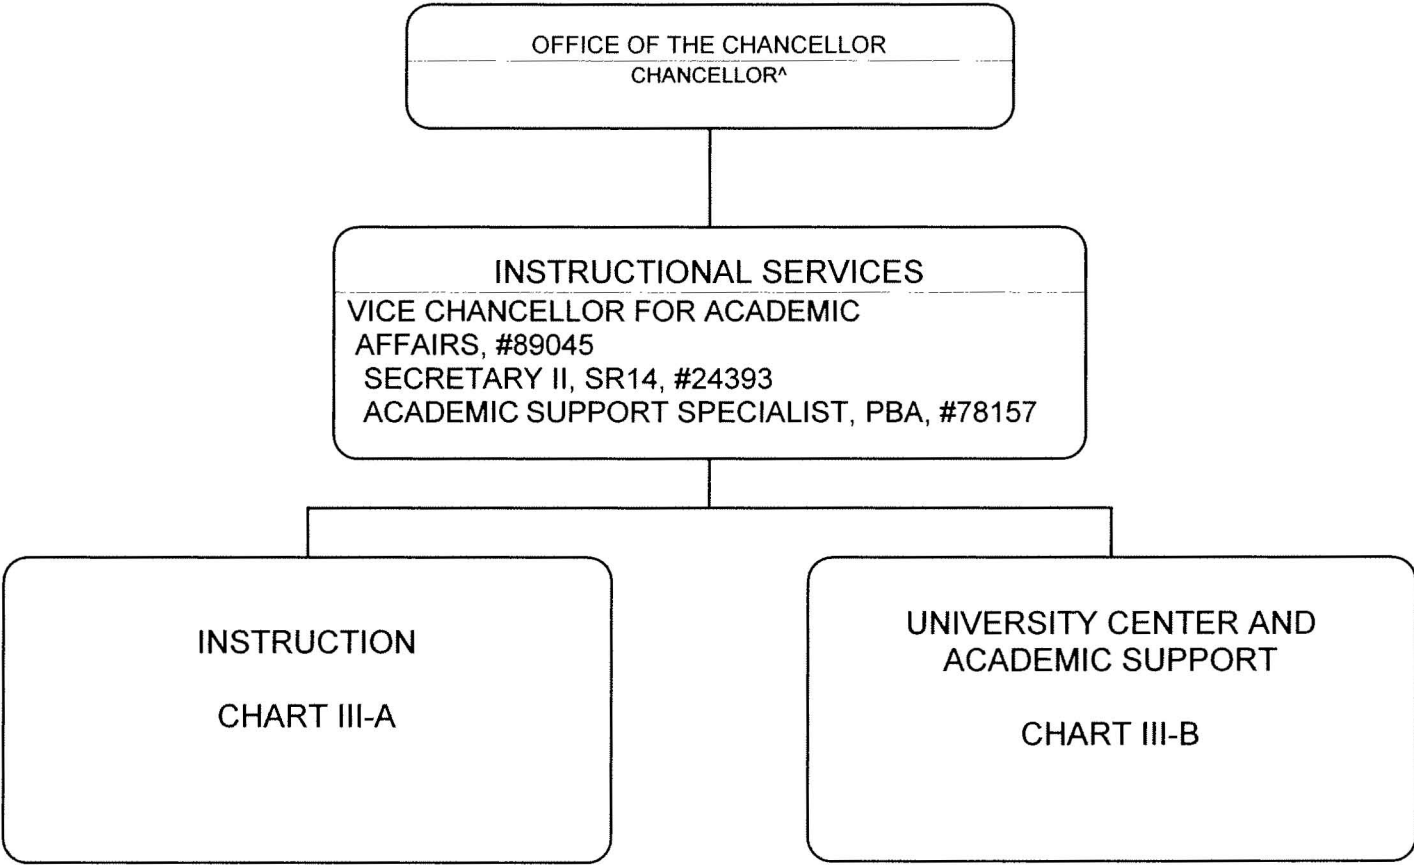 OFFICE OF THE CHANCELLOR
CHANCELLOR^
INSTRUCTIONAL SERVICES
VICE CHANCELLOR FOR ACADEMIC
AFFAIRS, #89045
SECRETARY II, SR14, #24393
ACADEMIC SUPPORT SPECIALIST, PBA, #78157
INSTRUCTION
CHART III-A
UNIVERSITY CENTER AND
ACADEMIC SUPPORT
CHART III-B